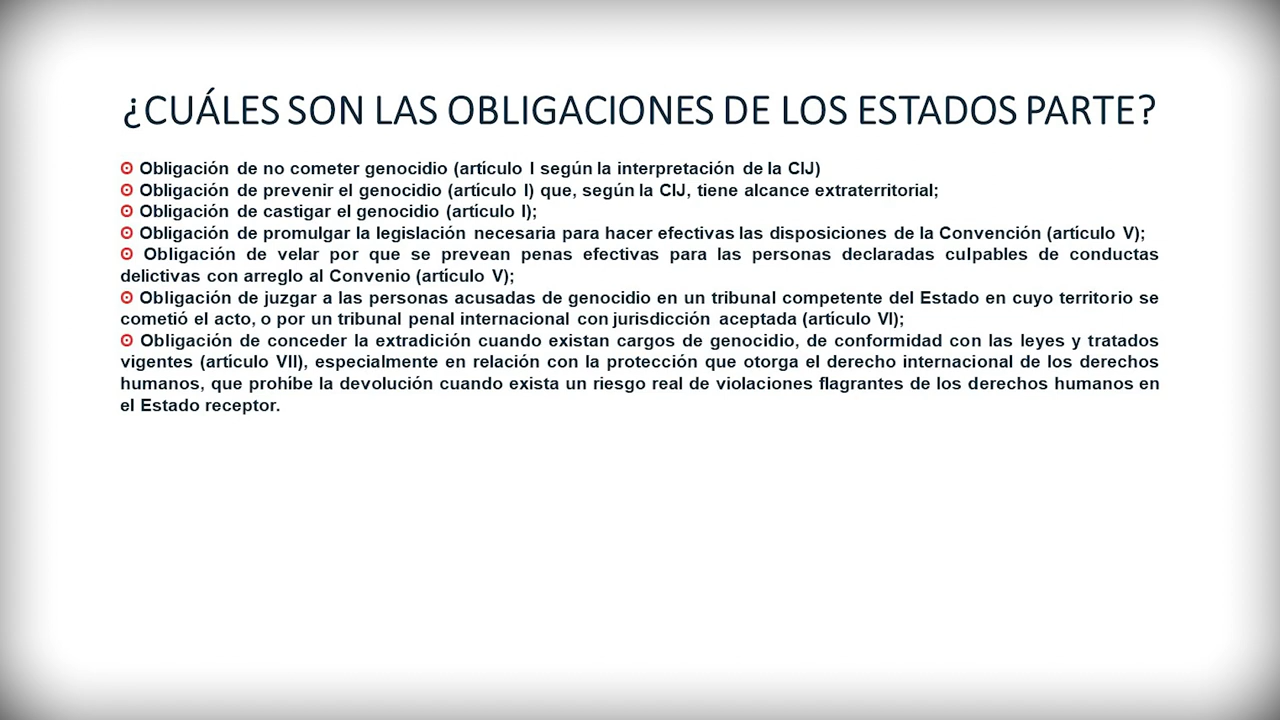 ¿CUÁLES SON LAS OBLIGACIONES DE LOS ESTADOS PARTE?
⊙ Obligación de no cometer genocidio (artículo I según la interpretación de la CIJ)
⊙ Obligación de prevenir el genocidio (artículo I) que, según la CIJ, tiene alcance extraterritorial;
⊙ Obligación de castigar el genocidio (artículo I);
⊙ Obligación de promulgar la legislación necesaria para hacer efectivas las disposiciones de la Convención (artículo V);
⊙ Obligación de velar por que se prevean penas efectivas para las personas declaradas culpables de conductas
delictivas con arreglo al Convenio (artículo V);
⊙ Obligación de juzgar a las personas acusadas de genocidio en un tribunal competente del Estado en cuyo territorio se
cometió el acto, o por un tribunal penal internacional con jurisdicción aceptada (artículo VI);
⊙ Obligación de conceder la extradición cuando existan cargos de genocidio, de conformidad con las leyes y tratados
vigentes (artículo VII), especialmente en relación con la protección que otorga el derecho internacional de los derechos
humanos, que prohíbe la devolución cuando exista un riesgo real de violaciones flagrantes de los derechos humanos en
el Estado receptor.